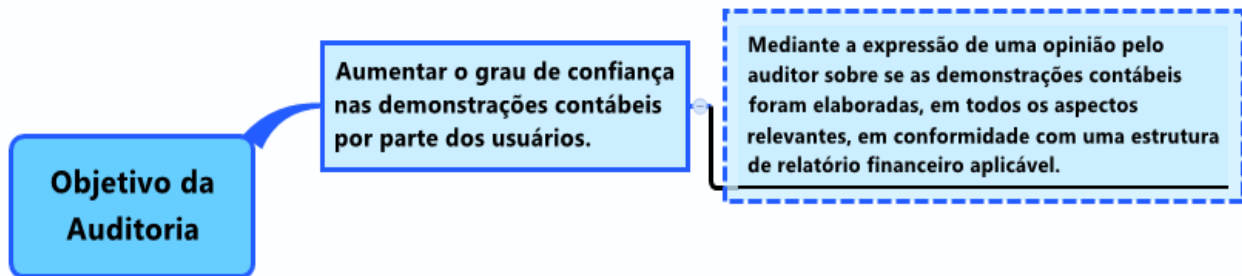 Objetivo da
Auditoria
Aumentar o grau de confiança
nas demonstrações contábeis
por parte dos usuários.
Mediante a expressão de uma opinião pelo
auditor sobre se as demonstrações contábeis
foram elaboradas, em todos os aspectos
relevantes, em conformidade com uma estrutura
de relatório financeiro aplicável.